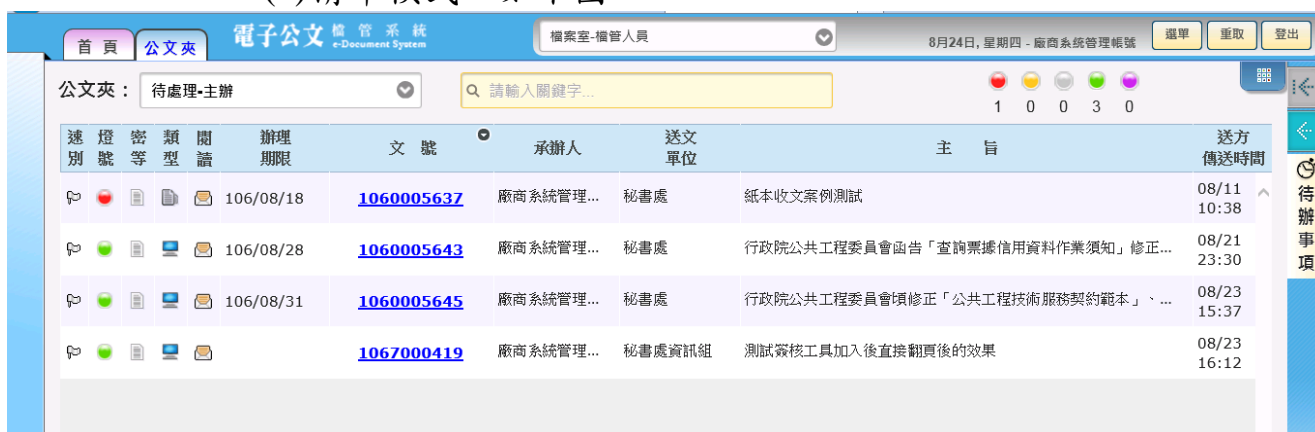 首 頁
公文夾
電子公文 檔 管 系 統
e-Document System
檔案室-檔管人員
8月24日, 星期四 - 廠商系統管理帳號
選單
重取
登出
公文夾：
待處理-主辦
請輸入關鍵字...
1 0 0 3 0
速別 燈號 密等 類型 閱讀 辦理期限 文 號 承辦人 送文單位 主 旨 送方傳送時間
106/08/18 1060005637 廠商系統管理... 秘書處 紙本收文案例測試 08/11 10:38
106/08/28 1060005643 廠商系統管理... 秘書處 行政院公共工程委員會函告「查詢票據信用資料作業須知」修正... 08/21 23:30
106/08/31 1060005645 廠商系統管理... 秘書處 行政院公共工程委員會頃修正「公共工程技術服務契約範本」、... 08/23 15:37
1067000419 廠商系統管理... 秘書處資訊組 測試簽核工具加入後直接翻頁後的效果 08/23 16:12
待辦事項